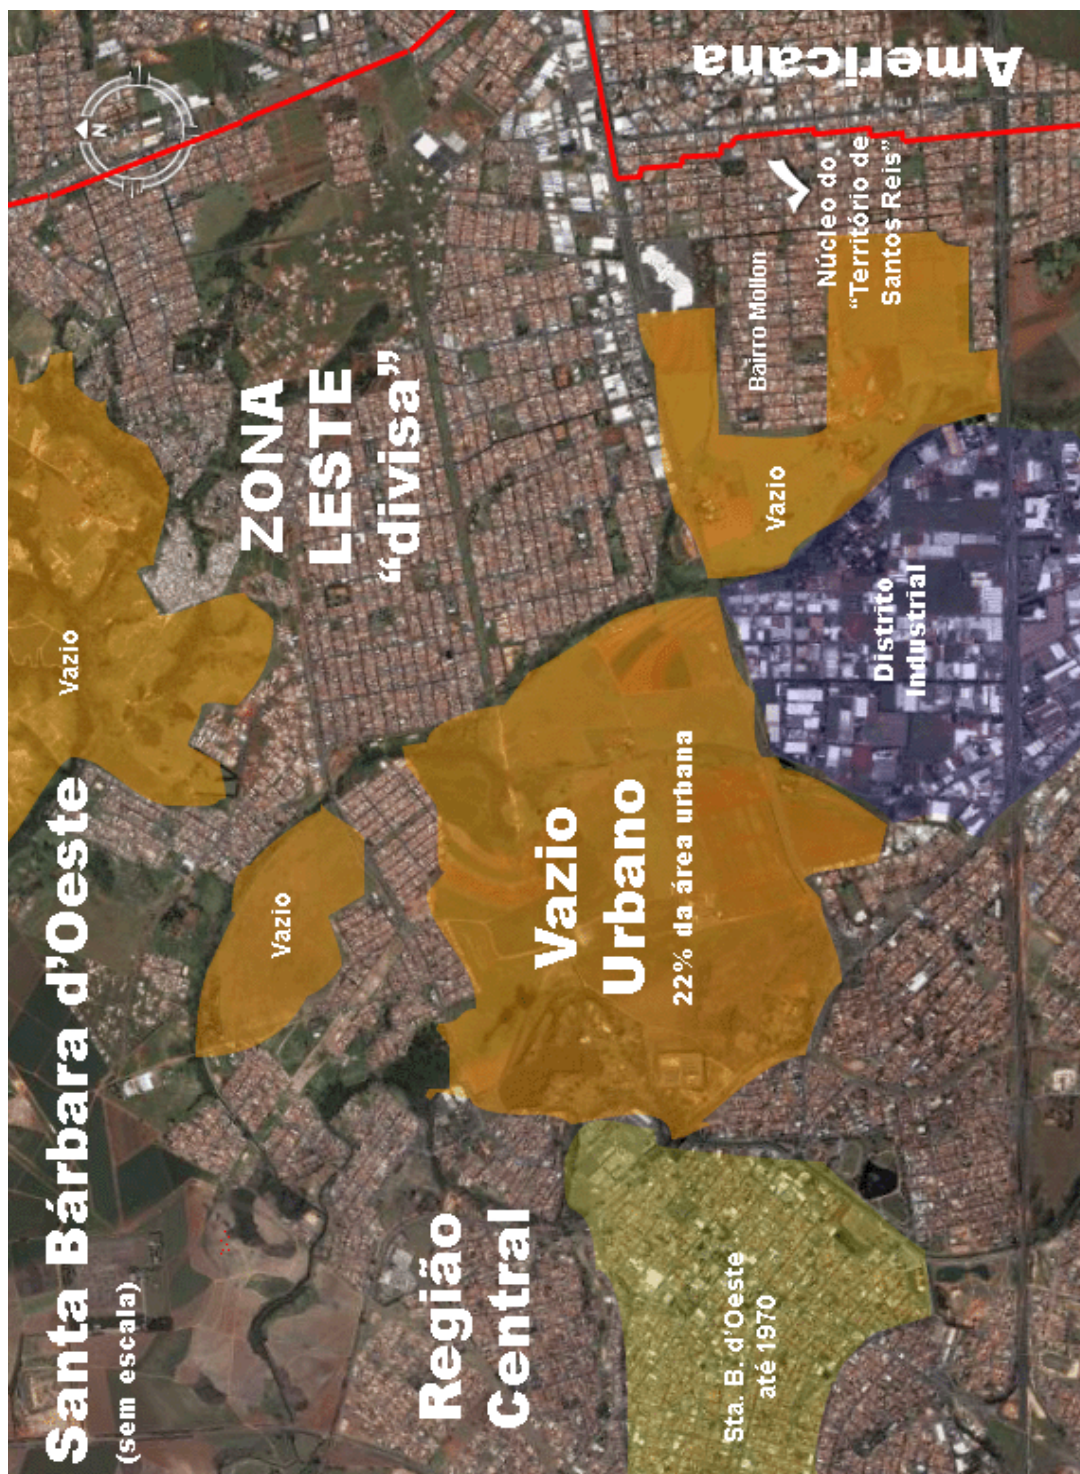 Santa Bárbara d'Oeste
(sem escala)
N
Vazio
Vazio
ZONA
LESTE
“divisa”
Região
Central
Vazio
Urbano
22% da área urbana
Sta. B. d'Oeste
até 1970
Americana
Bairro Mollon
Núcleo do
“Território de
Santos Reis”
Vazio
Distrito
Industrial